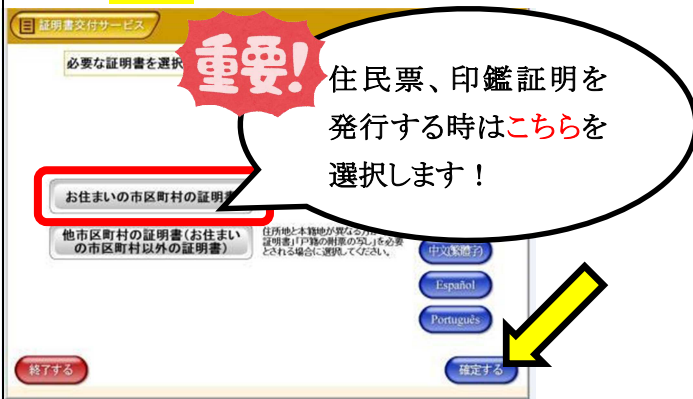 証明書交付サービス
必要な証明書を選択
重要!
住民票、印鑑証明を
発行する時はこちらを
選択します！
お住まいの市区町村の証明
他市区町村の証明書(お住まい
の市区町村以外の証明書)
住所地と本籍地が異なる方が
証明書」「戸籍の附票の写し」を必要
とされる場合に選択してください。
中文繁體字
Español
Português
終了する
確定する